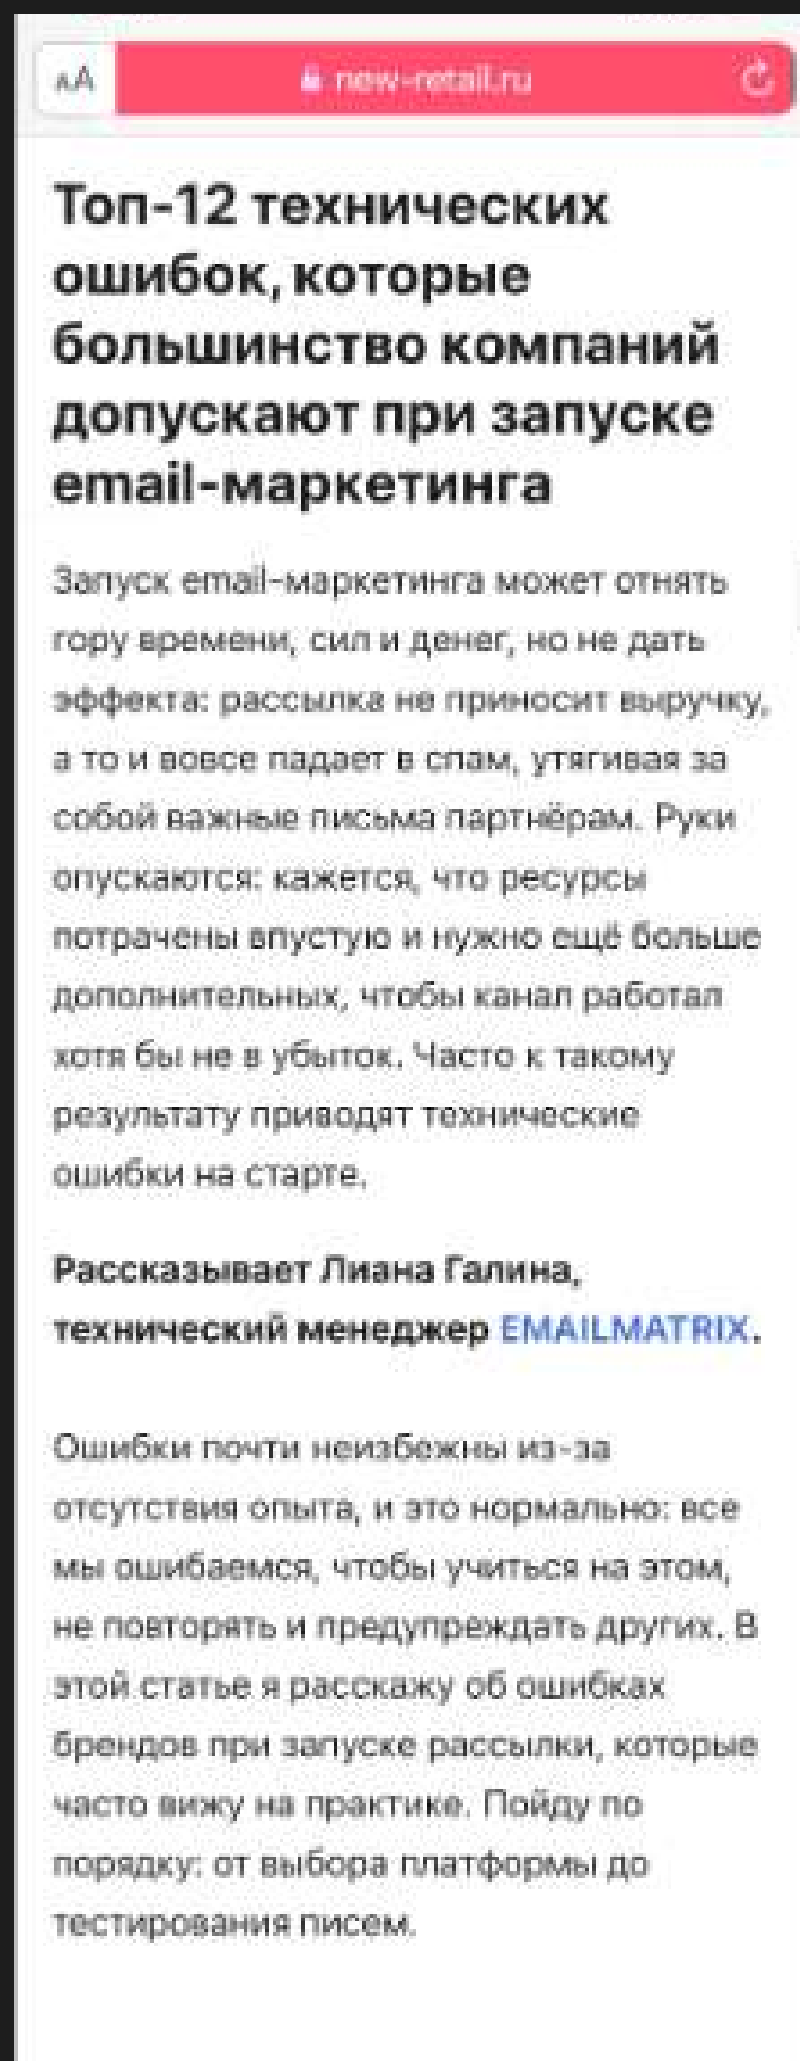 AA
new-retail.ru
Топ-12 технических
ошибок, которые
большинство компаний
допускают при запуске
email-маркетинга
Запуск email-маркетинга может отнять
гору времени, сил и денег, но не дать
эффекта: рассылка не приносит выручку,
а то и вовсе падает в спам, утягивая за
собой важные письма партнёрам. Руки
опускаются: кажется, что ресурсы
потрачены впустую и нужно ещё больше
дополнительных, чтобы канал работал
хотя бы не в убыток. Часто к такому
результату приводят технические
ошибки на старте.
Рассказывает Лиана Галина,
технический менеджер EMAILMATRIX.
Ошибки почти неизбежны из-за
отсутствия опыта, и это нормально: все
мы ошибаемся, чтобы учиться на этом,
не повторять и предупреждать других. В
этой статье я расскажу об ошибках
брендов при запуске рассылки, которые
часто вижу на практике. Пойду по
порядку: от выбора платформы до
тестирования писем.